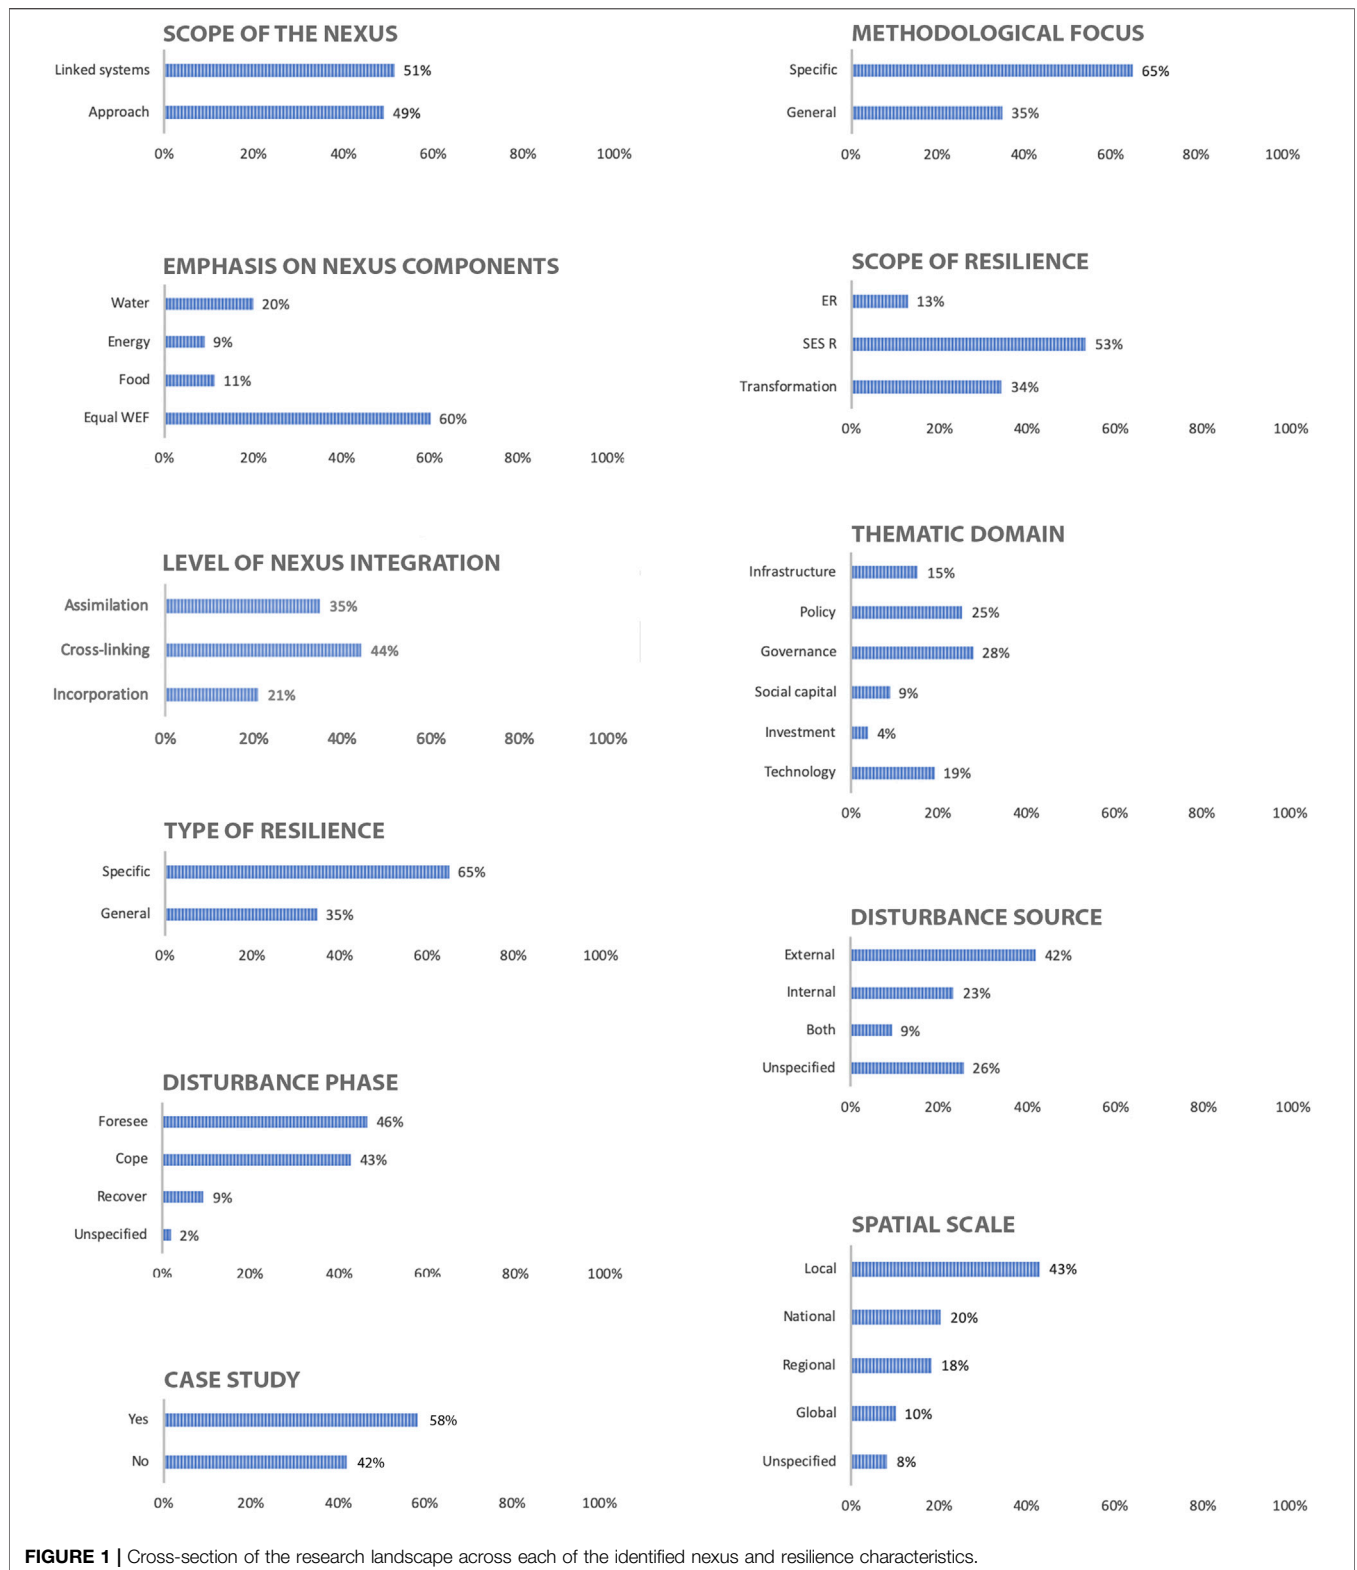 SCOPE OF THE NEXUS
Linked systems 51%
Approach 49%
0% 20% 40% 60% 80% 100%
EMPHASIS ON NEXUS COMPONENTS
Water 20%
Energy 9%
Food 11%
Equal WEF 60%
0% 20% 40% 60% 80% 100%
LEVEL OF NEXUS INTEGRATION
Assimilation 35%
Cross-linking 44%
Incorporation 21%
0% 20% 40% 60% 80% 100%
TYPE OF RESILIENCE
Specific 65%
General 35%
0% 20% 40% 60% 80% 100%
DISTURBANCE PHASE
Foresee 46%
Cope 43%
Recover 9%
Unspecified 2%
0% 20% 40% 60% 80% 100%
CASE STUDY
Yes 58%
No 42%
0% 20% 40% 60% 80% 100%
METHODOLOGICAL FOCUS
Specific 65%
General 35%
0% 20% 40% 60% 80% 100%
SCOPE OF RESILIENCE
ER 13%
SES R 53%
Transformation 34%
0% 20% 40% 60% 80% 100%
THEMATIC DOMAIN
Infrastructure 15%
Policy 25%
Governance 28%
Social capital 9%
Investment 4%
Technology 19%
0% 20% 40% 60% 80% 100%
DISTURBANCE SOURCE
External 42%
Internal 23%
Both 9%
Unspecified 26%
0% 20% 40% 60% 80% 100%
SPATIAL SCALE
Local 43%
National 20%
Regional 18%
Global 10%
Unspecified 8%
0% 20% 40% 60% 80% 100%
FIGURE 1 | Cross-section of the research landscape across each of the identified nexus and resilience characteristics.